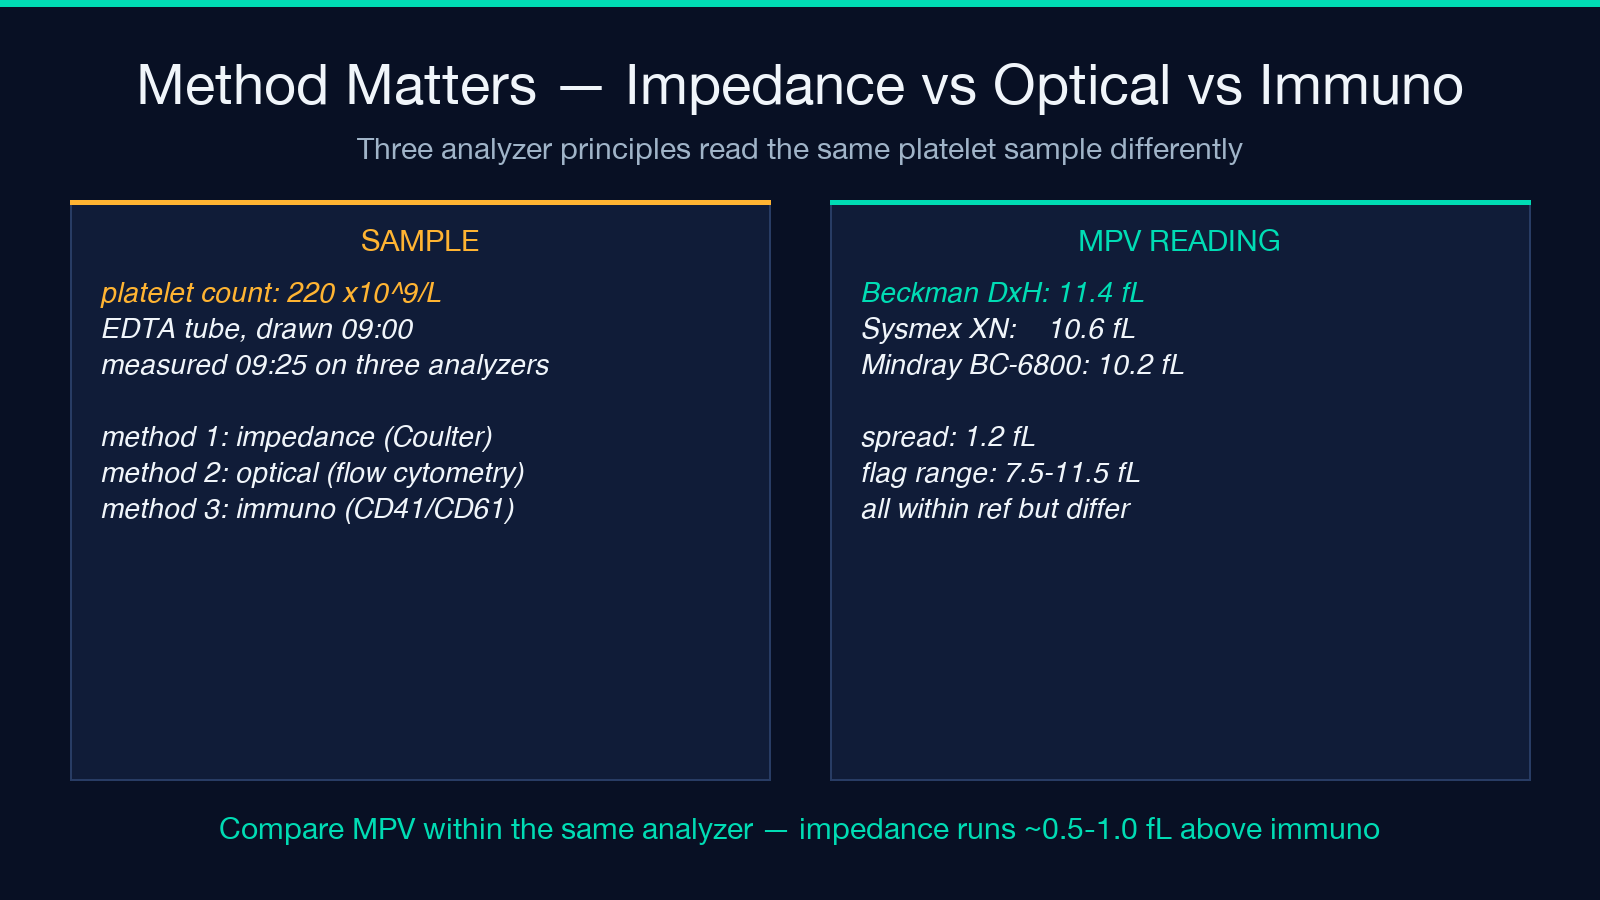 Method Matters — Impedance vs Optical vs Immuno
Three analyzer principles read the same platelet sample differently
SAMPLE
platelet count: 220 x10^9/L
EDTA tube, drawn 09:00
measured 09:25 on three analyzers
method 1: impedance (Coulter)
method 2: optical (flow cytometry)
method 3: immuno (CD41/CD61)
MPV READING
Beckman DxH: 11.4 fL
Sysmex XN: 10.6 fL
Mindray BC-6800: 10.2 fL
spread: 1.2 fL
flag range: 7.5-11.5 fL
all within ref but differ
Compare MPV within the same analyzer — impedance runs ~0.5-1.0 fL above immuno